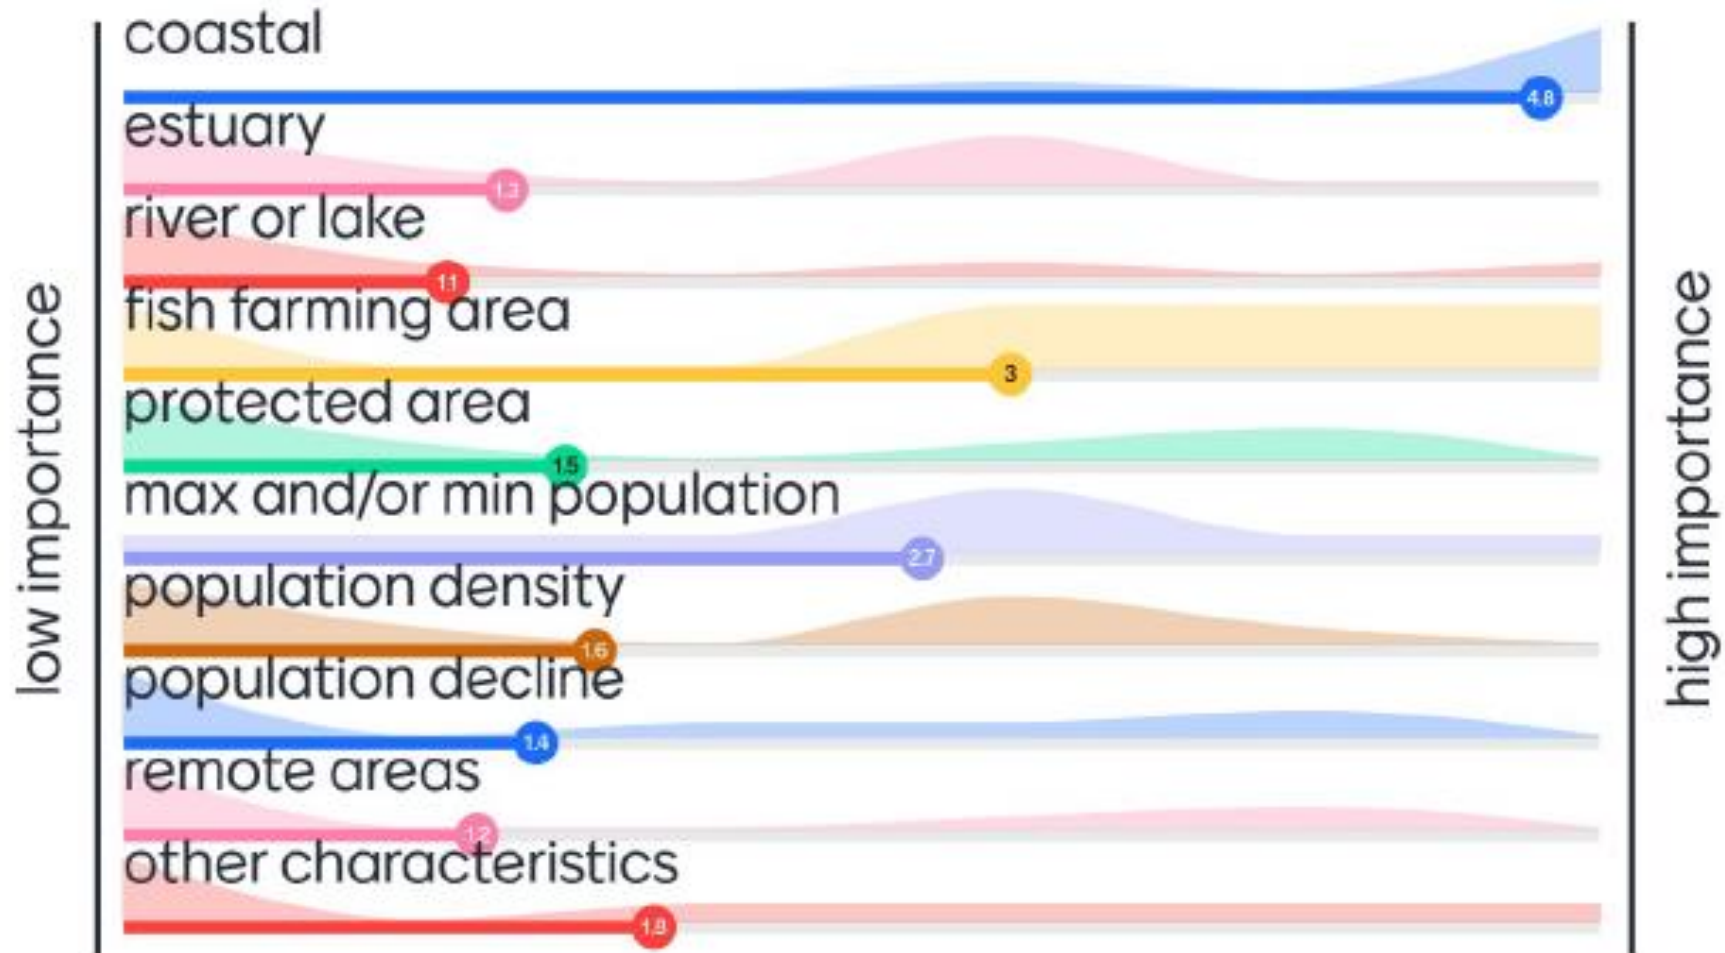 coastal
4.8
estuary
1.3
river or lake
1.1
fish farming area
3
protected area
1.5
max and/or min population
2.7
population density
1.6
population decline
1.4
remote areas
1.2
other characteristics
1.8
low importance
high importance